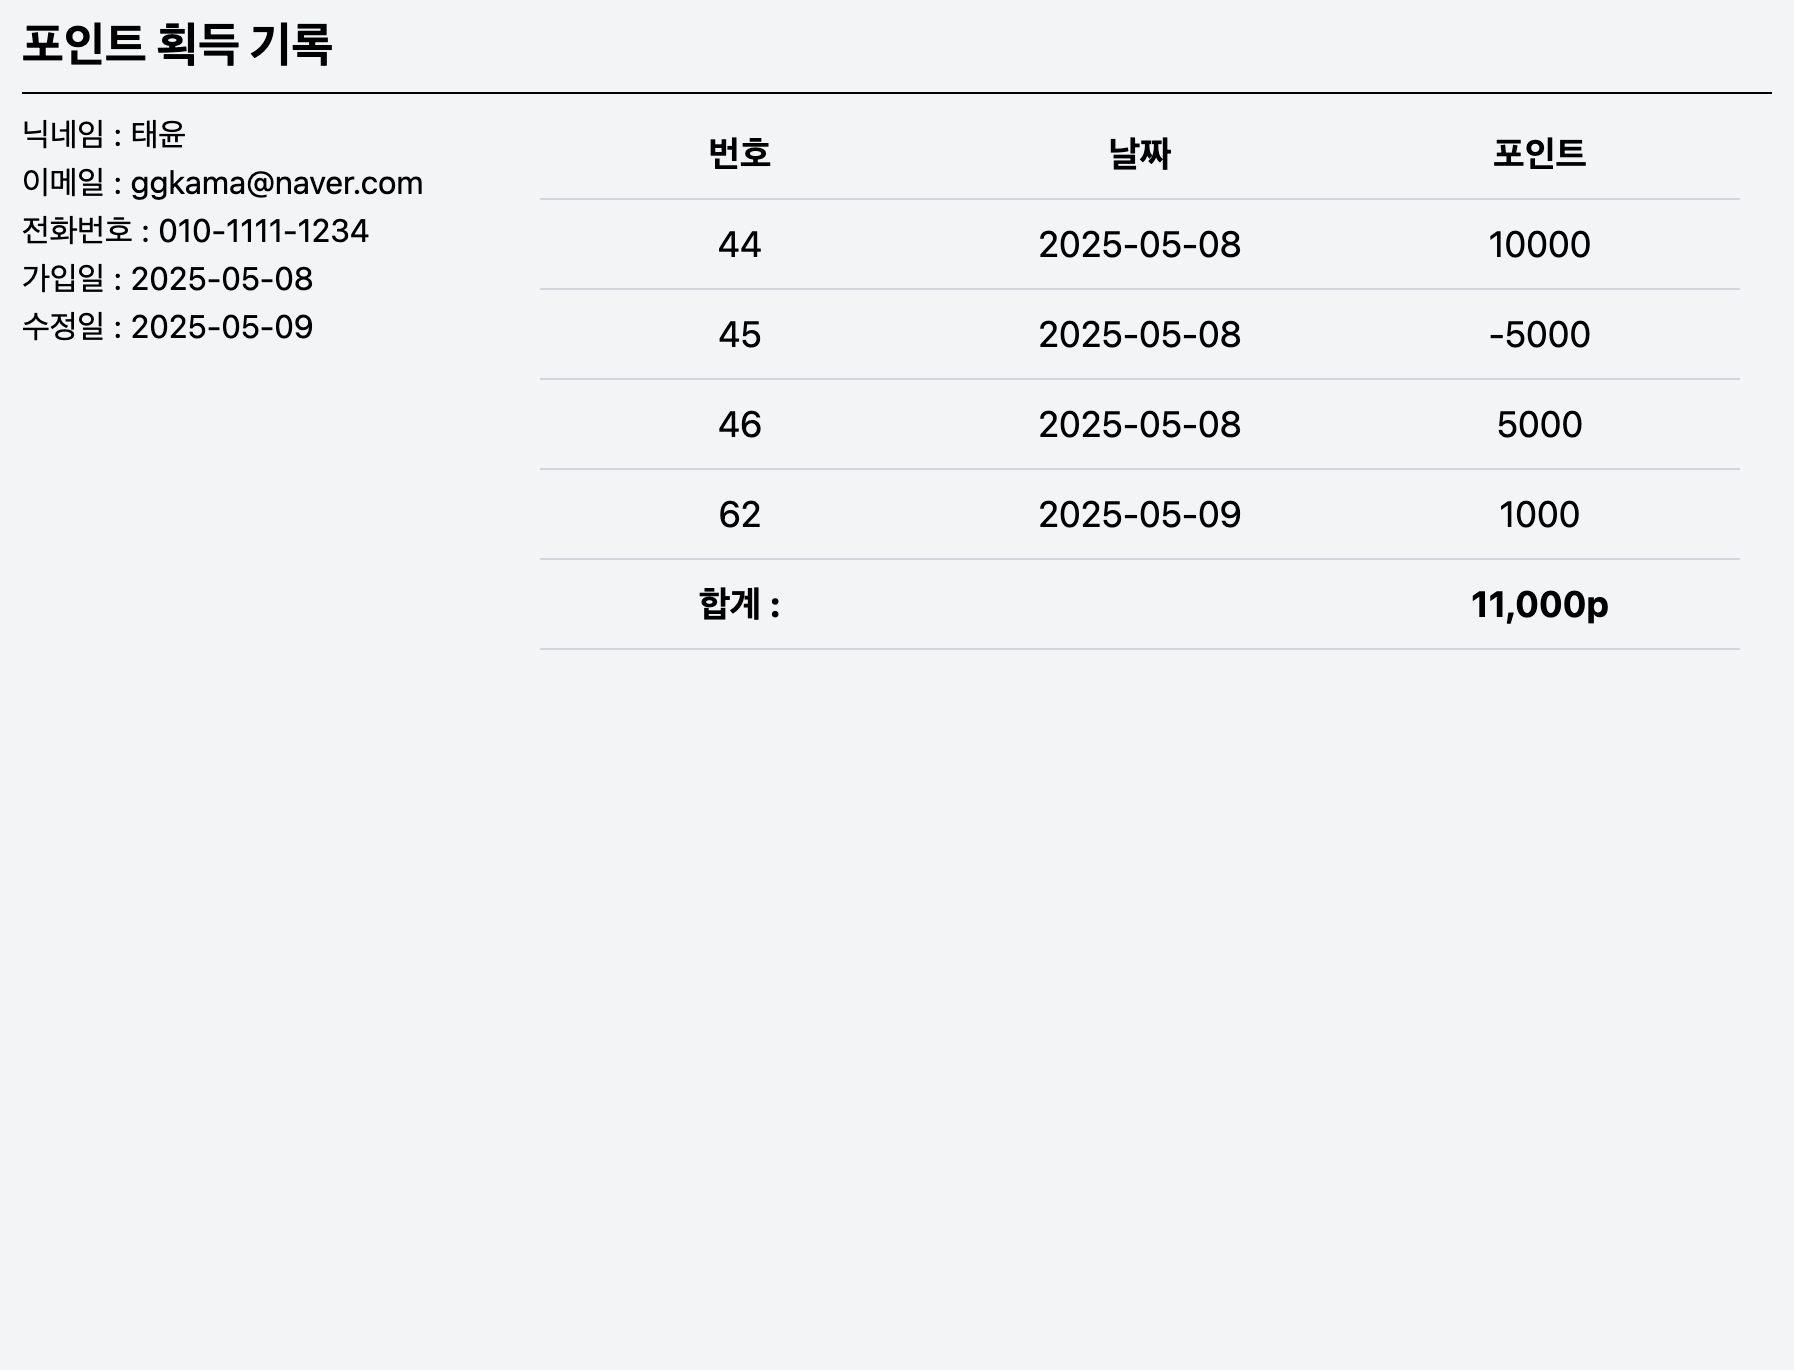 포인트 획득 기록
닉네임 : 태윤
이메일 : ggkama@naver.com
전화번호 : 010-1111-1234
가입일 : 2025-05-08
수정일 : 2025-05-09
번호 날짜 포인트
44 2025-05-08 10000
45 2025-05-08 -5000
46 2025-05-08 5000
62 2025-05-09 1000
합계 : 11,000p